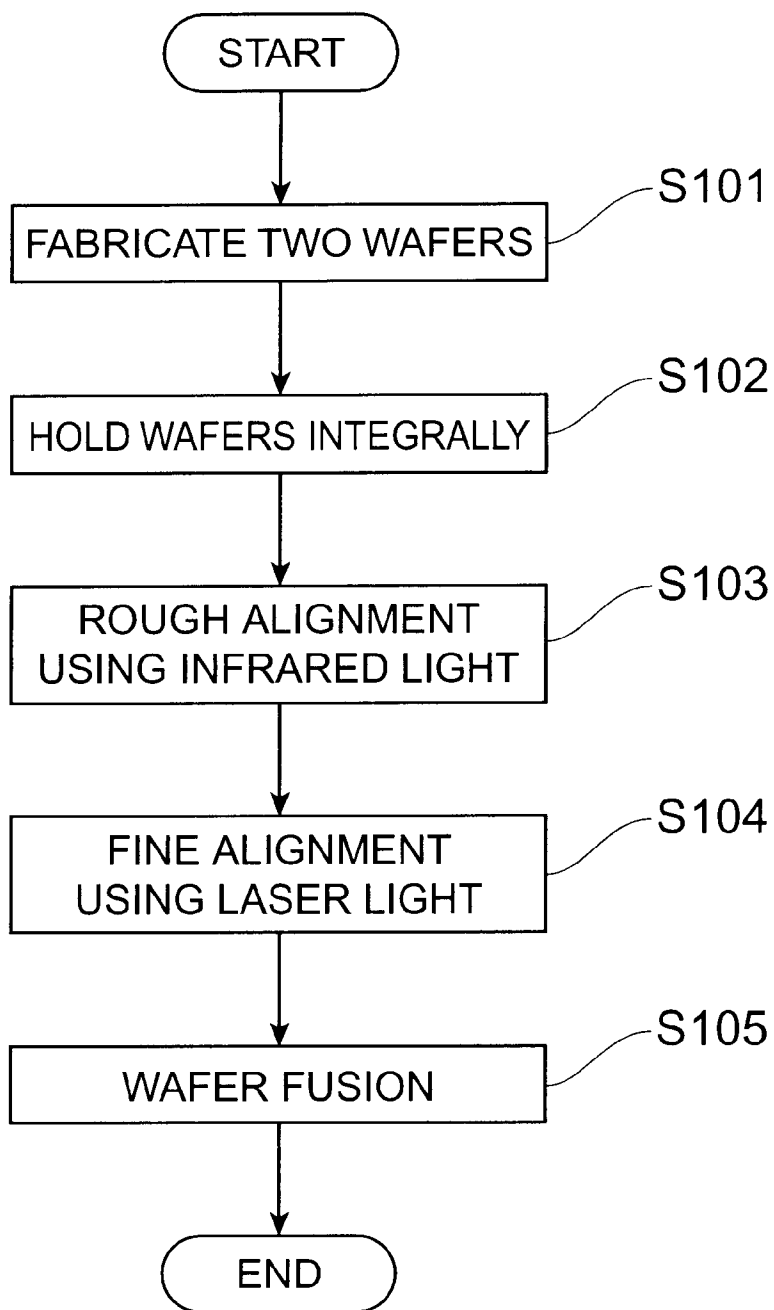 START
S101
FABRICATE TWO WAFERS
S102
HOLD WAFERS INTEGRALLY
S103
ROUGH ALIGNMENT
USING INFRARED LIGHT
S104
FINE ALIGNMENT
USING LASER LIGHT
S105
WAFER FUSION
END